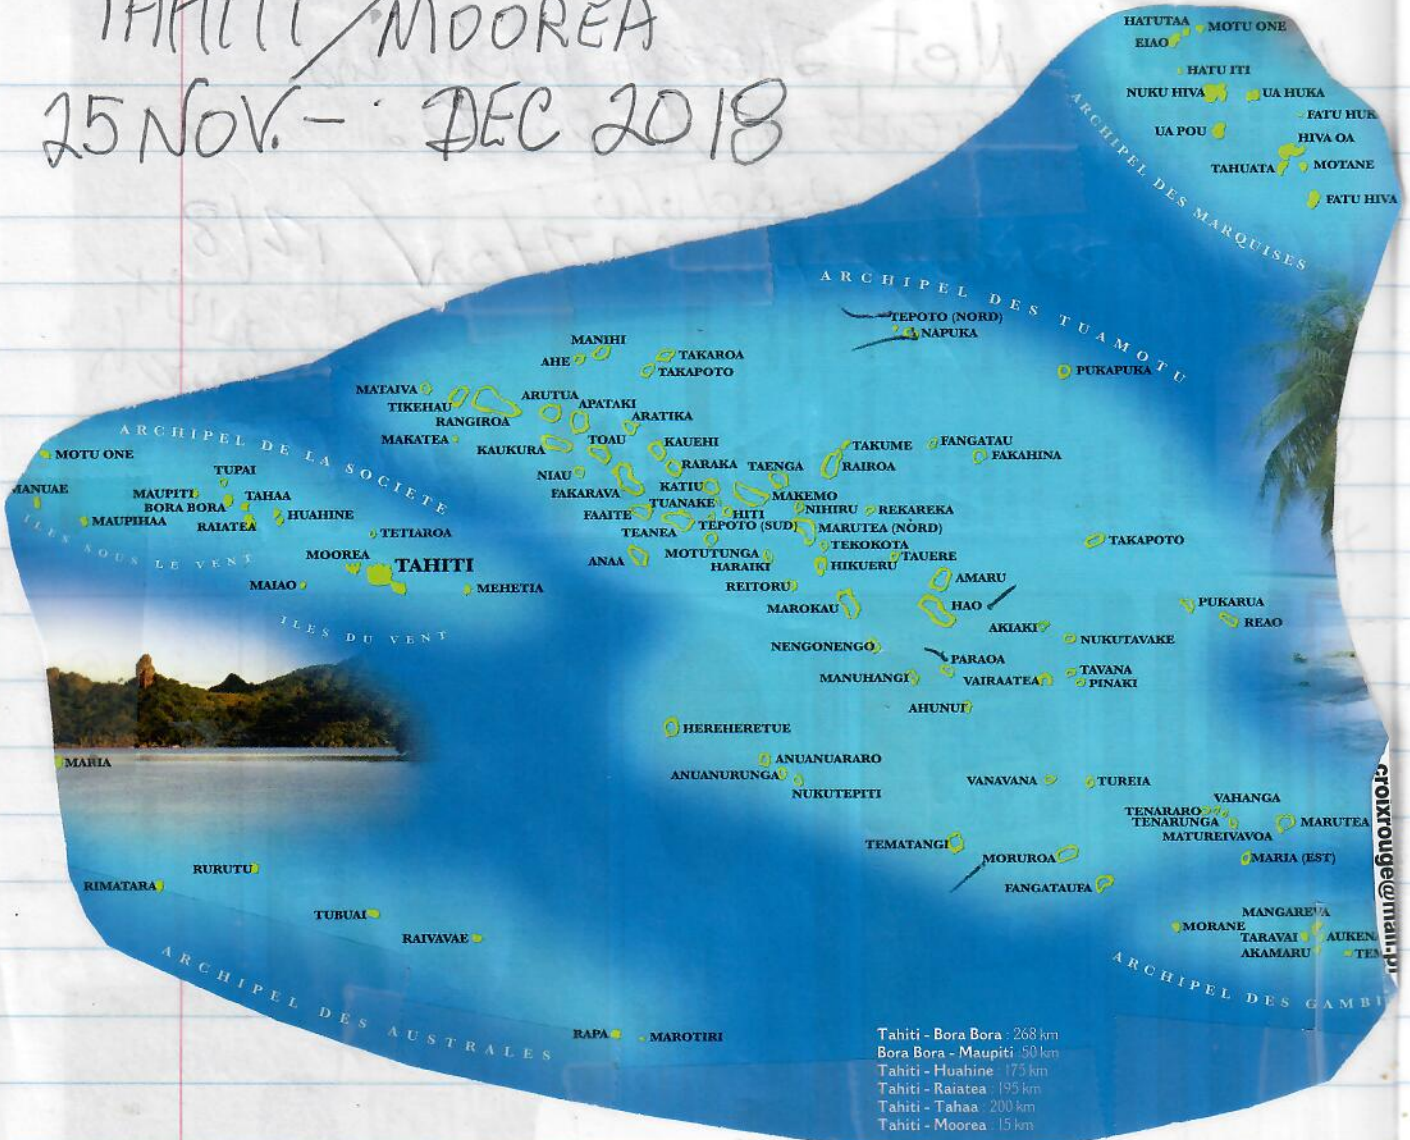 TAHITI / MOOREA
25 NOV. - DEC 2018
HATUTAA
MOTU ONE
EIAO
HATU ITI
NUKU HIVA
UA HUKA
FATU HUK
UA POU
HIVA OA
TAHUATA
MOTANE
FATU HIVA
ARCHIPEL DES MARQUISES
ARCHIPEL DES TUAMOTU
TEPOTO (NORD)
NAPUKA
MANIHI
AHE
TAKAROA
TAKAPOTO
PUKAPUKA
MATAIVA
TIKEHAU
RANGIROA
ARUTUA
APATAKI
ARATIKA
MAKATEA
KAUKURA
TOAU
KAUEHI
TAKUME
FANGATAU
RAIROA
FAKAHINA
NIAU
RARAKA
TAENGA
FAKARAVA
KATIU
MAKEMO
TUANAKE
HITI
NIHIRU
REKAREKA
FAAITE
TEPOTO (SUD)
MARUTEA (NORD)
TEANEA
TEKOKOTA
TAKAPOTO
ANAA
MOTUTUNGA
TAUERE
HARAIKI
HIKUERU
REITORU
AMARU
MAROKAU
HAO
PUKARUA
REAO
AKIAKI
NUKUTAVAKE
NENGONENGO
PARAOA
MANUHANGI
VAIRAATEA
TAVANA
PINAKI
AHUNUI
ARCHIPEL DE LA SOCIETE
MOTU ONE
TUPAI
MANUAE
MAUPITI
TAHAA
BORA BORA
HUAHINE
MAUPIHAA
RAIATEA
TETIAROA
ILES SOUS LE VENT
MOOREA
TAHITI
MAIAO
MEHETIA
ILES DU VENT
HEREHERETUE
ANUANUARARO
ANUANURUNGA
NUKUTEPITI
MARIA
VANAVANA
TUREIA
VAHANGA
TENARARO
TENARUNGA
MARUTEA
MATUREIVAVOA
TEMATANGI
MORUROA
MARIA (EST)
FANGATAUFA
RURUTU
RIMATARA
TUBUAI
RAIVAVAE
MANGAREVA
MORANE
TARAVAI
AUKEN
AKAMARU
TEM
ARCHIPEL DES GAMBI
ARCHIPEL DES AUSTRALES
RAPA
MAROTIRI
Tahiti - Bora Bora : 268 km
Bora Bora - Maupiti : 50 km
Tahiti - Huahine : 175 km
Tahiti - Raiatea : 195 km
Tahiti - Tahaa : 200 km
Tahiti - Moorea : 15 km
croixrouge@mail.pf